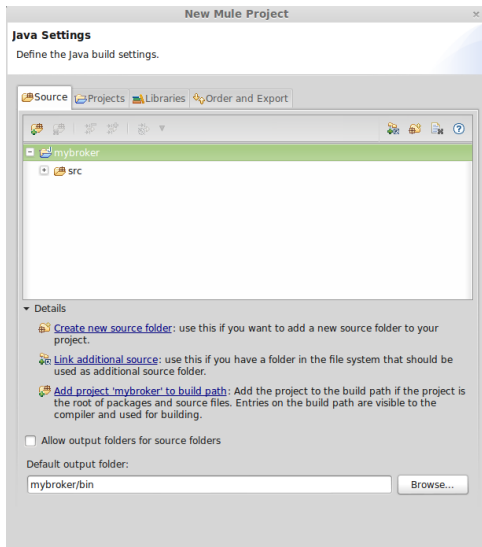 New Mule Project
Java Settings
Define the Java build settings.
Source Projects Libraries Order and Export
mybroker
src
Details
Create new source folder: use this if you want to add a new source folder to your
project.
Link additional source: use this if you have a folder in the file system that should be
used as additional source folder.
Add project 'mybroker' to build path: Add the project to the build path if the project is
the root of packages and source files. Entries on the build path are visible to the
compiler and used for building.
Allow output folders for source folders
Default output folder:
mybroker/bin Browse...